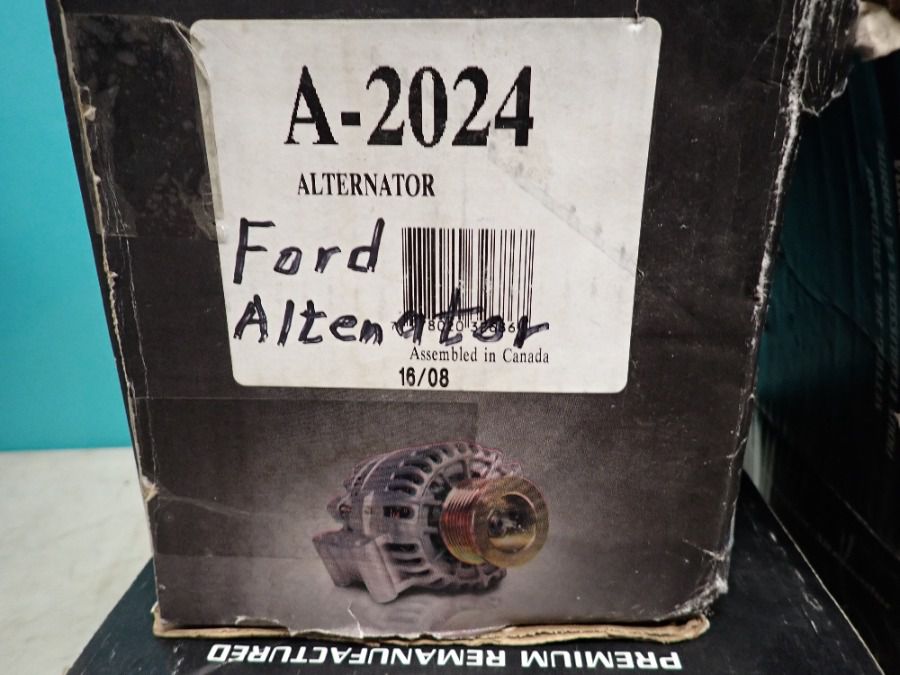 A-2024
ALTERNATOR
Ford
Altenator
Assembled in Canada
16/08
PREMIUM REMANUFACTURED